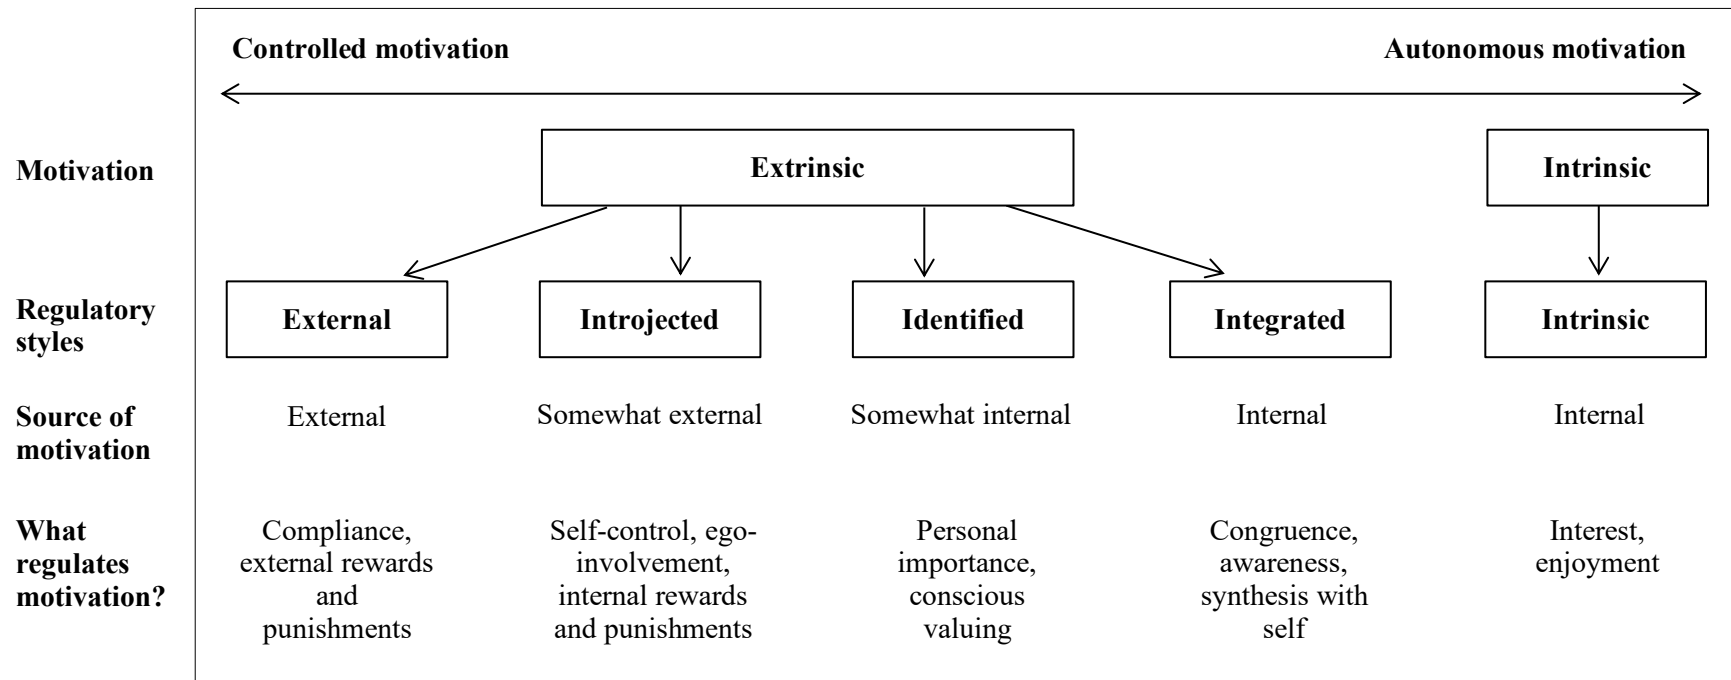 Controlled motivation Autonomous motivation
Motivation
Extrinsic Intrinsic
Regulatory
styles
External Introjected Identified Integrated Intrinsic
Source of
motivation
External Somewhat external Somewhat internal Internal Internal
What
regulates
motivation?
Compliance,
external rewards
and
punishments
Self-control, ego-
involvement,
internal rewards
and punishments
Personal
importance,
conscious
valuing
Congruence,
awareness,
synthesis with
self
Interest,
enjoyment